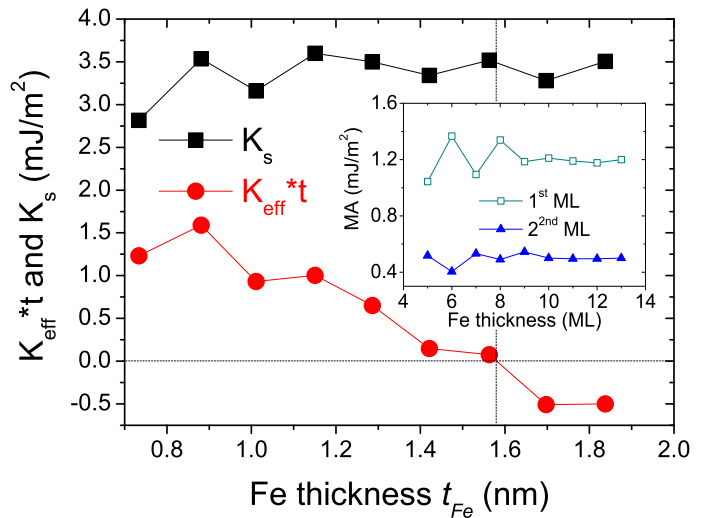 K_eff*t and K_s (mJ/m²)
4.0
3.5
3.0
2.5
2.0
1.5
1.0
0.5
0.0
-0.5
K_s
K_eff*t
MA (mJ/m²)
1.6
1.2
0.8
0.4
1st ML
2^2nd ML
4 6 8 10 12 14
Fe thickness (ML)
0.8 1.0 1.2 1.4 1.6 1.8 2.0
Fe thickness t_Fe (nm)